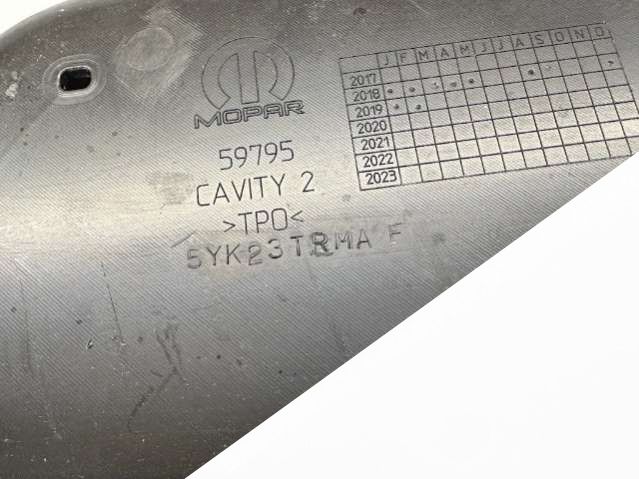 MOPAR
59795
CAVITY 2
>TPO<
5YK23TRMA F
J F M A M J J A S O N D
2017
2018
2019
2020
2021
2022
2023